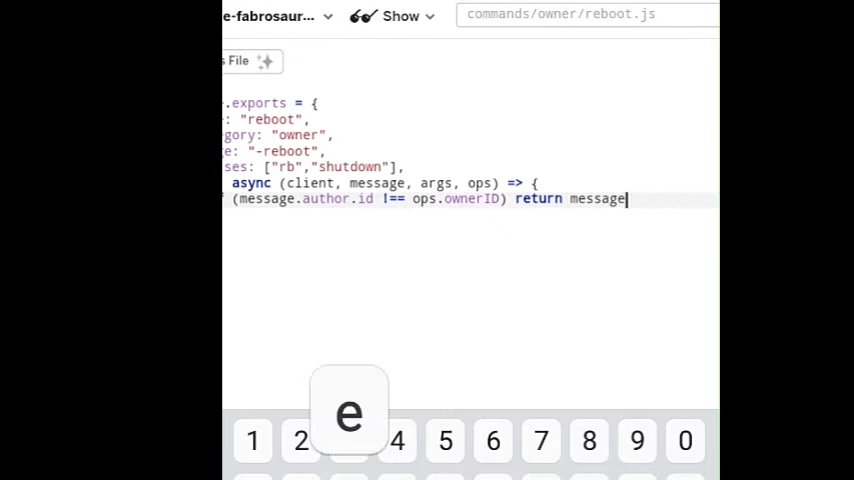 e-fabrosaur... Show commands/owner/reboot.js
s File
.exports = {
: "reboot",
gory: "owner",
e: "-reboot",
ses: ["rb","shutdown"],
async (client, message, args, ops) => {
(message.author.id !== ops.ownerID) return message
e
1 2 4 5 6 7 8 9 0